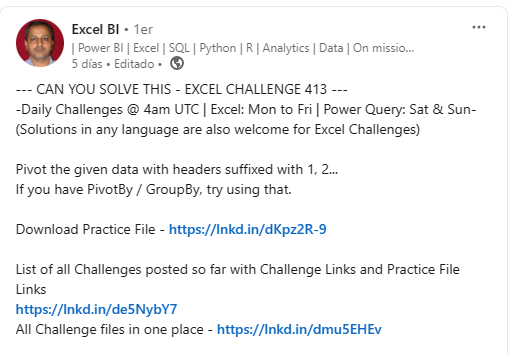 Excel BI • 1er
| Power BI | Excel | SQL | Python | R | Analytics | Data | On missio...
5 días • Editado •
--- CAN YOU SOLVE THIS - EXCEL CHALLENGE 413 ---
-Daily Challenges @ 4am UTC | Excel: Mon to Fri | Power Query: Sat & Sun-
(Solutions in any language are also welcome for Excel Challenges)
Pivot the given data with headers suffixed with 1, 2...
If you have PivotBy / GroupBy, try using that.
Download Practice File - https://lnkd.in/dKpz2R-9
List of all Challenges posted so far with Challenge Links and Practice File
Links
https://lnkd.in/de5NybY7
All Challenge files in one place - https://lnkd.in/dmu5EHEv